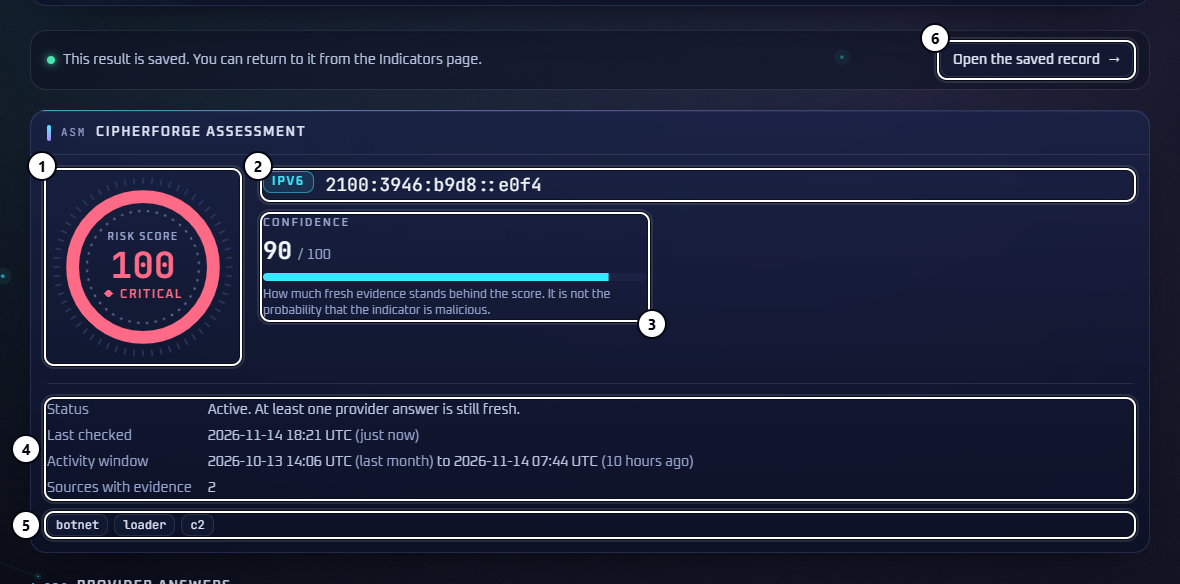 6
This result is saved. You can return to it from the Indicators page.
Open the saved record →
ASM CIPHERFORGE ASSESSMENT
1
2
RISK SCORE
100
CRITICAL
IPV6 2100:3946:b9d8::e0f4
CONFIDENCE
90 / 100
How much fresh evidence stands behind the score. It is not the
probability that the indicator is malicious.
3
4
Status Active. At least one provider answer is still fresh.
Last checked 2026-11-14 18:21 UTC (just now)
Activity window 2026-10-13 14:06 UTC (last month) to 2026-11-14 07:44 UTC (10 hours ago)
Sources with evidence 2
5
botnet loader c2
PROVIDER ANSWERS